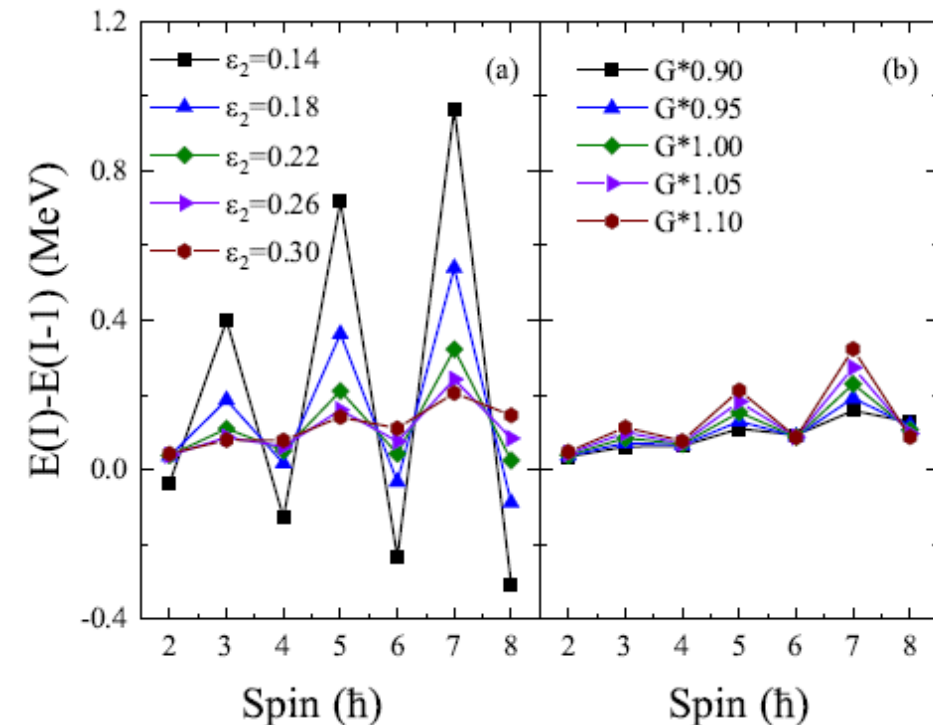 E(I)-E(I-1) (MeV)
1.2
0.8
0.4
0.0
-0.4
(a)
ε₂=0.14
ε₂=0.18
ε₂=0.22
ε₂=0.26
ε₂=0.30
2 3 4 5 6 7 8
Spin (ħ)
(b)
G*0.90
G*0.95
G*1.00
G*1.05
G*1.10
2 3 4 5 6 7 8
Spin (ħ)